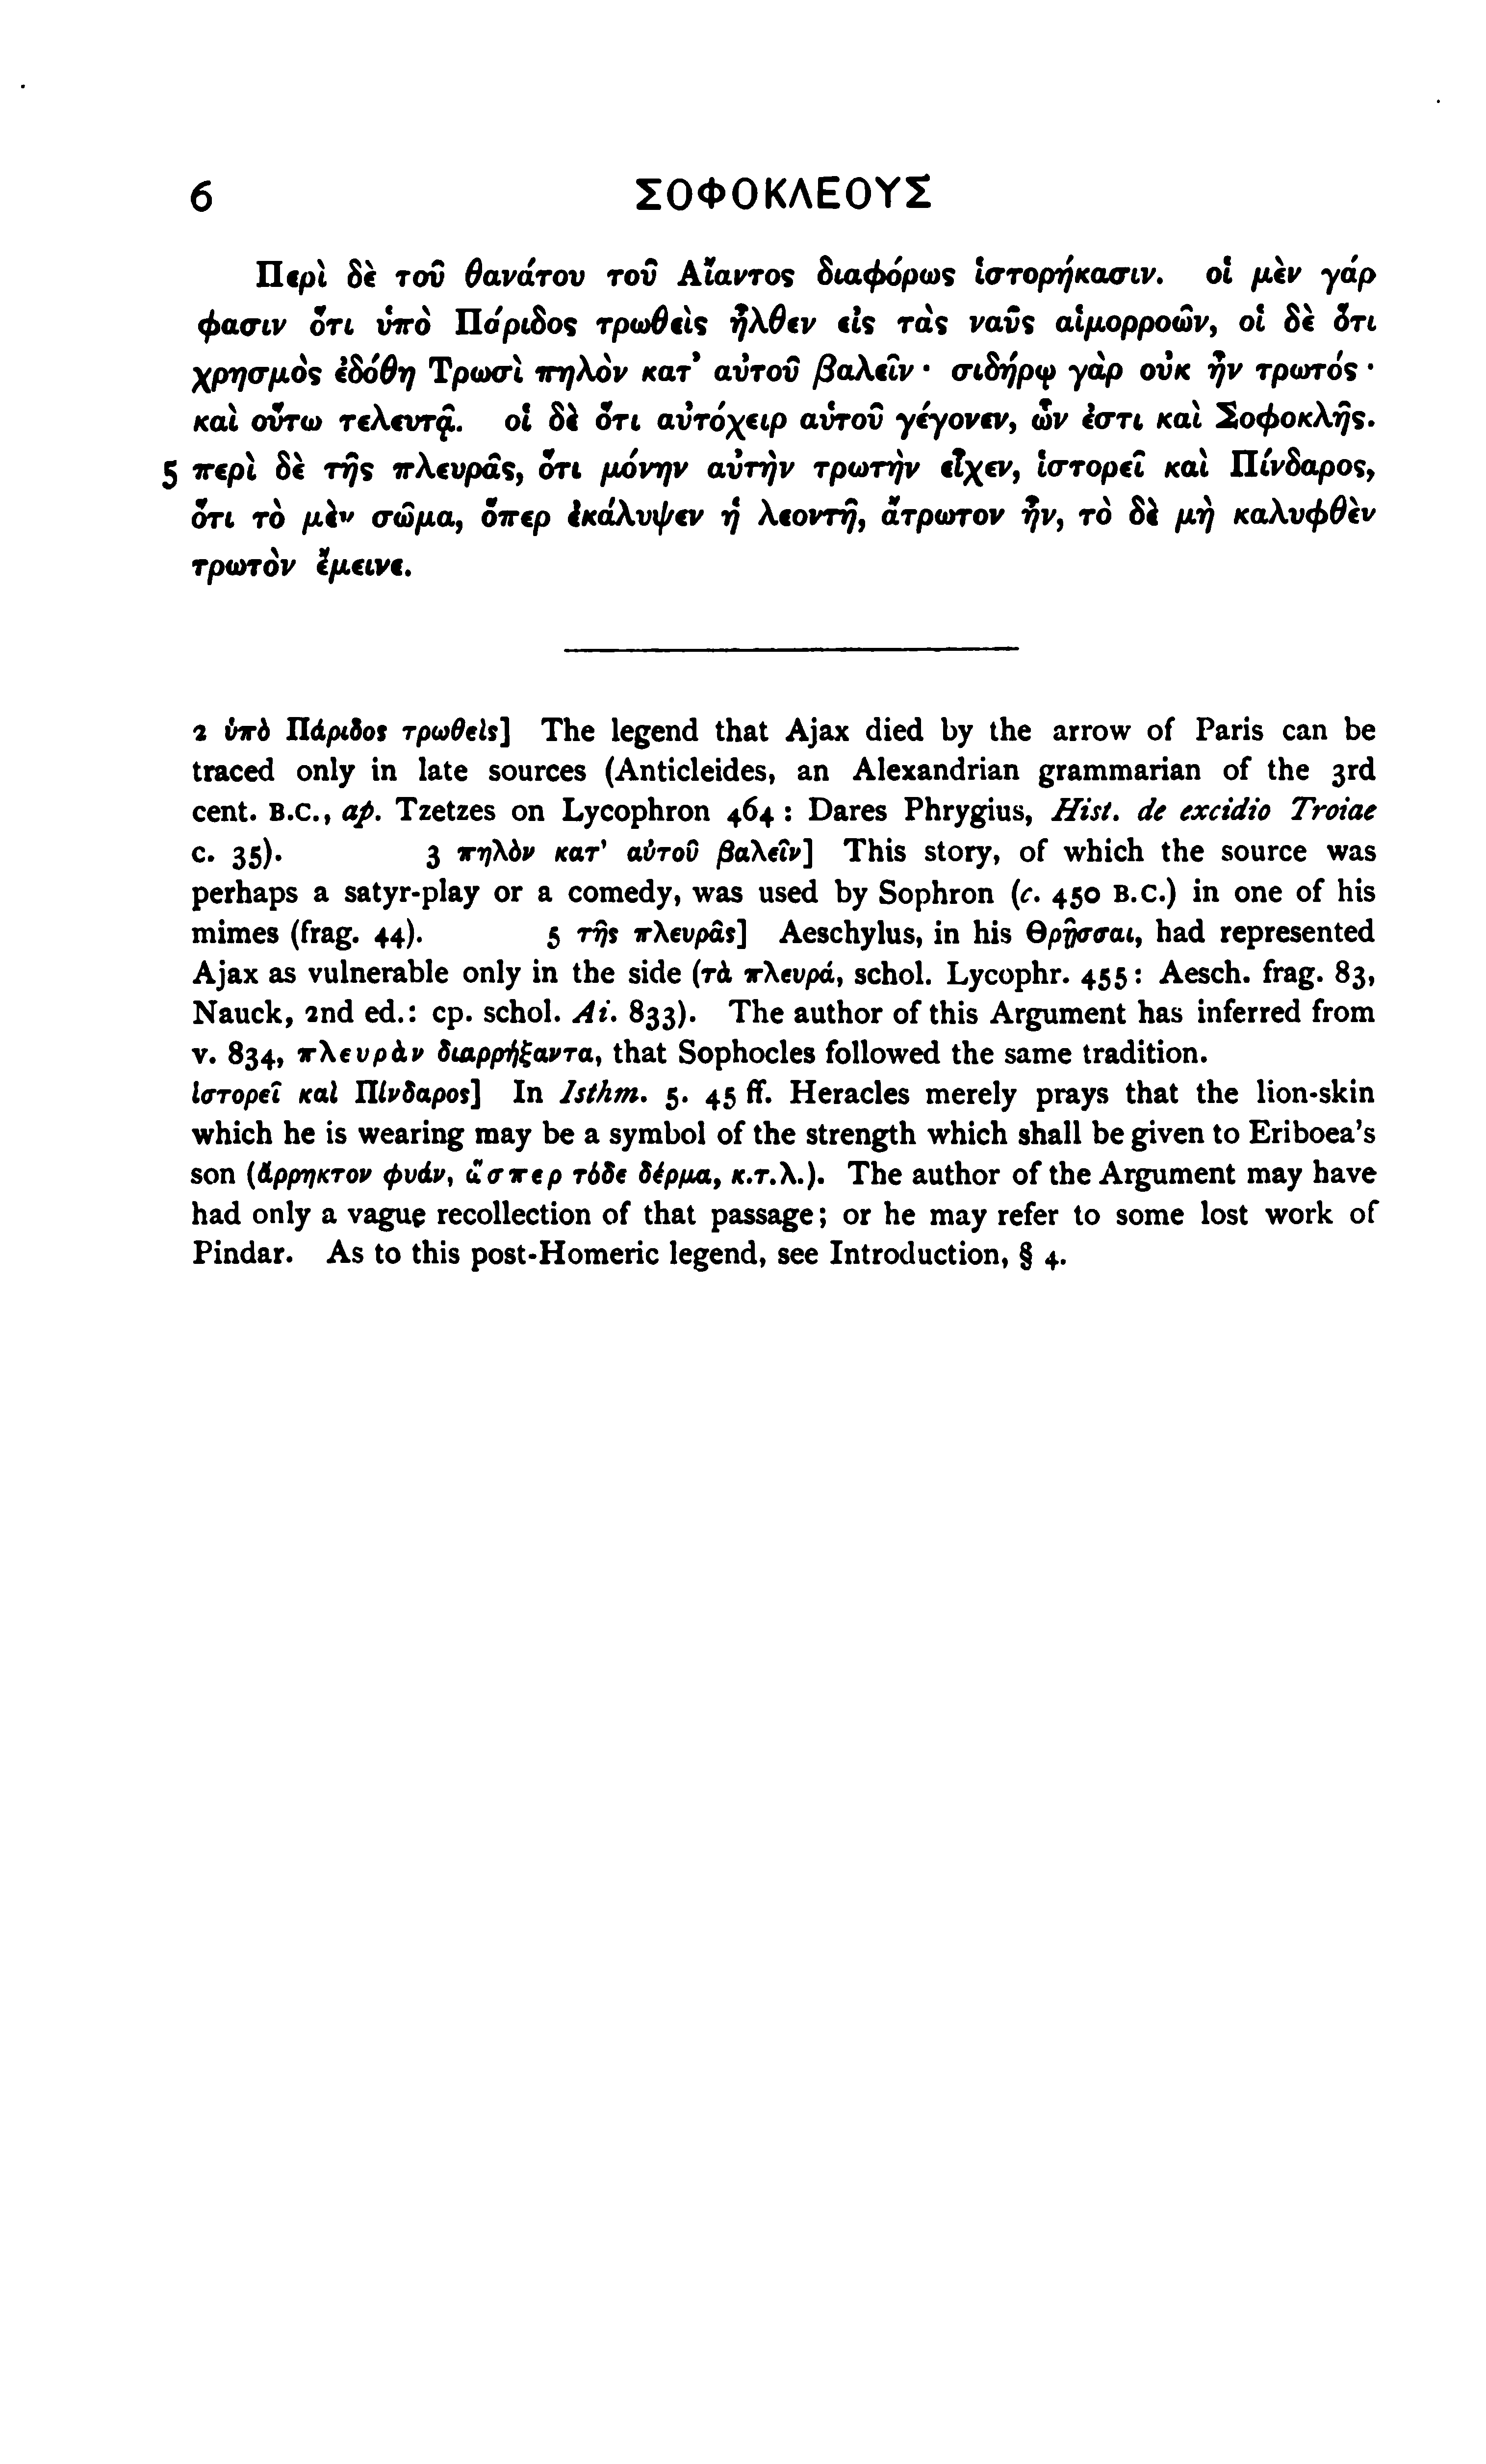 6 ΣΟΦΟΚΛΕΟΥΣ
Περὶ δὲ τοῦ θανάτου τοῦ Αἴαντος διαφόρως ἱστορήκασιν. οἱ μὲν γάρ
φασιν ὅτι ὑπὸ Πάριδος τρωθεὶς ἦλθεν εἰς τὰς ναῦς αἱμορροῶν, οἱ δὲ ὅτι
χρησμὸς ἐδόθη Τρωσὶ πηλὸν κατ’ αὐτοῦ βαλεῖν· σιδήρῳ γὰρ οὐκ ἦν τρωτός·
καὶ οὕτω τελευτᾷ. οἱ δὲ ὅτι αὐτόχειρ αὑτοῦ γέγονεν, ὧν ἐστι καὶ Σοφοκλῆς.
5 περὶ δὲ τῆς πλευρᾶς, ὅτι μόνην αὐτὴν τρωτὴν εἶχεν, ἱστορεῖ καὶ Πίνδαρος,
ὅτι τὸ μὲν σῶμα, ὅπερ ἐκάλυψεν ἡ λεοντῆ, ἄτρωτον ἦν, τὸ δὲ μὴ καλυφθὲν
τρωτὸν ἔμεινε.
2 ὑπὸ Πάριδος τρωθεὶς] The legend that Ajax died by the arrow of Paris can be
traced only in late sources (Anticleides, an Alexandrian grammarian of the 3rd
cent. B.C., ap. Tzetzes on Lycophron 464 : Dares Phrygius, Hist. de excidio Troiae
c. 35). 3 πηλὸν κατ’ αὐτοῦ βαλεῖν] This story, of which the source was
perhaps a satyr-play or a comedy, was used by Sophron (c. 450 B.C.) in one of his
mimes (frag. 44). 5 τῆς πλευρᾶς] Aeschylus, in his Θρῇσσαι, had represented
Ajax as vulnerable only in the side (τὰ πλευρά, schol. Lycophr. 455 : Aesch. frag. 83,
Nauck, 2nd ed.: cp. schol. Ai. 833). The author of this Argument has inferred from
v. 834, πλευρὰν διαρρήξαντα, that Sophocles followed the same tradition.
ἱστορεῖ καὶ Πίνδαρος] In Isthm. 5. 45 ff. Heracles merely prays that the lion-skin
which he is wearing may be a symbol of the strength which shall be given to Eriboea's
son (ἄρρηκτον φυάν, ὥσπερ τόδε δέρμα, κ.τ.λ.). The author of the Argument may have
had only a vague recollection of that passage; or he may refer to some lost work of
Pindar. As to this post-Homeric legend, see Introduction, § 4.